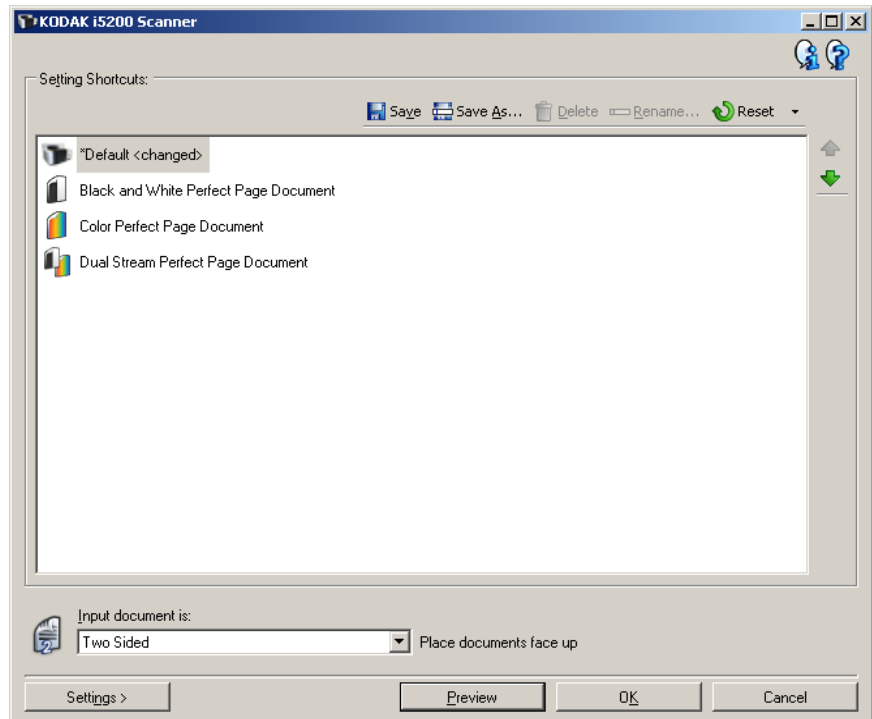 KODAK i5200 Scanner
Setting Shortcuts:
Save Save As... Delete Rename... Reset
*Default <changed>
Black and White Perfect Page Document
Color Perfect Page Document
Dual Stream Perfect Page Document
Input document is:
2 Two Sided Place documents face up
Settings > Preview OK Cancel